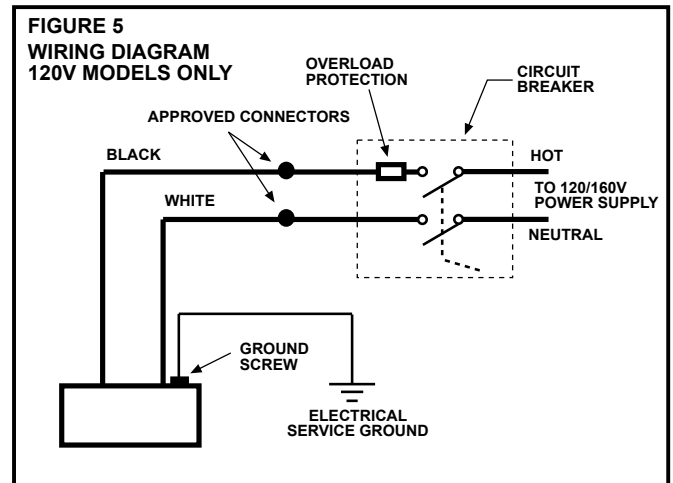 FIGURE 5
WIRING DIAGRAM
120V MODELS ONLY
OVERLOAD
PROTECTION
CIRCUIT
BREAKER
APPROVED CONNECTORS
BLACK
HOT
TO 120/160V
POWER SUPPLY
WHITE
NEUTRAL
GROUND
SCREW
ELECTRICAL
SERVICE GROUND